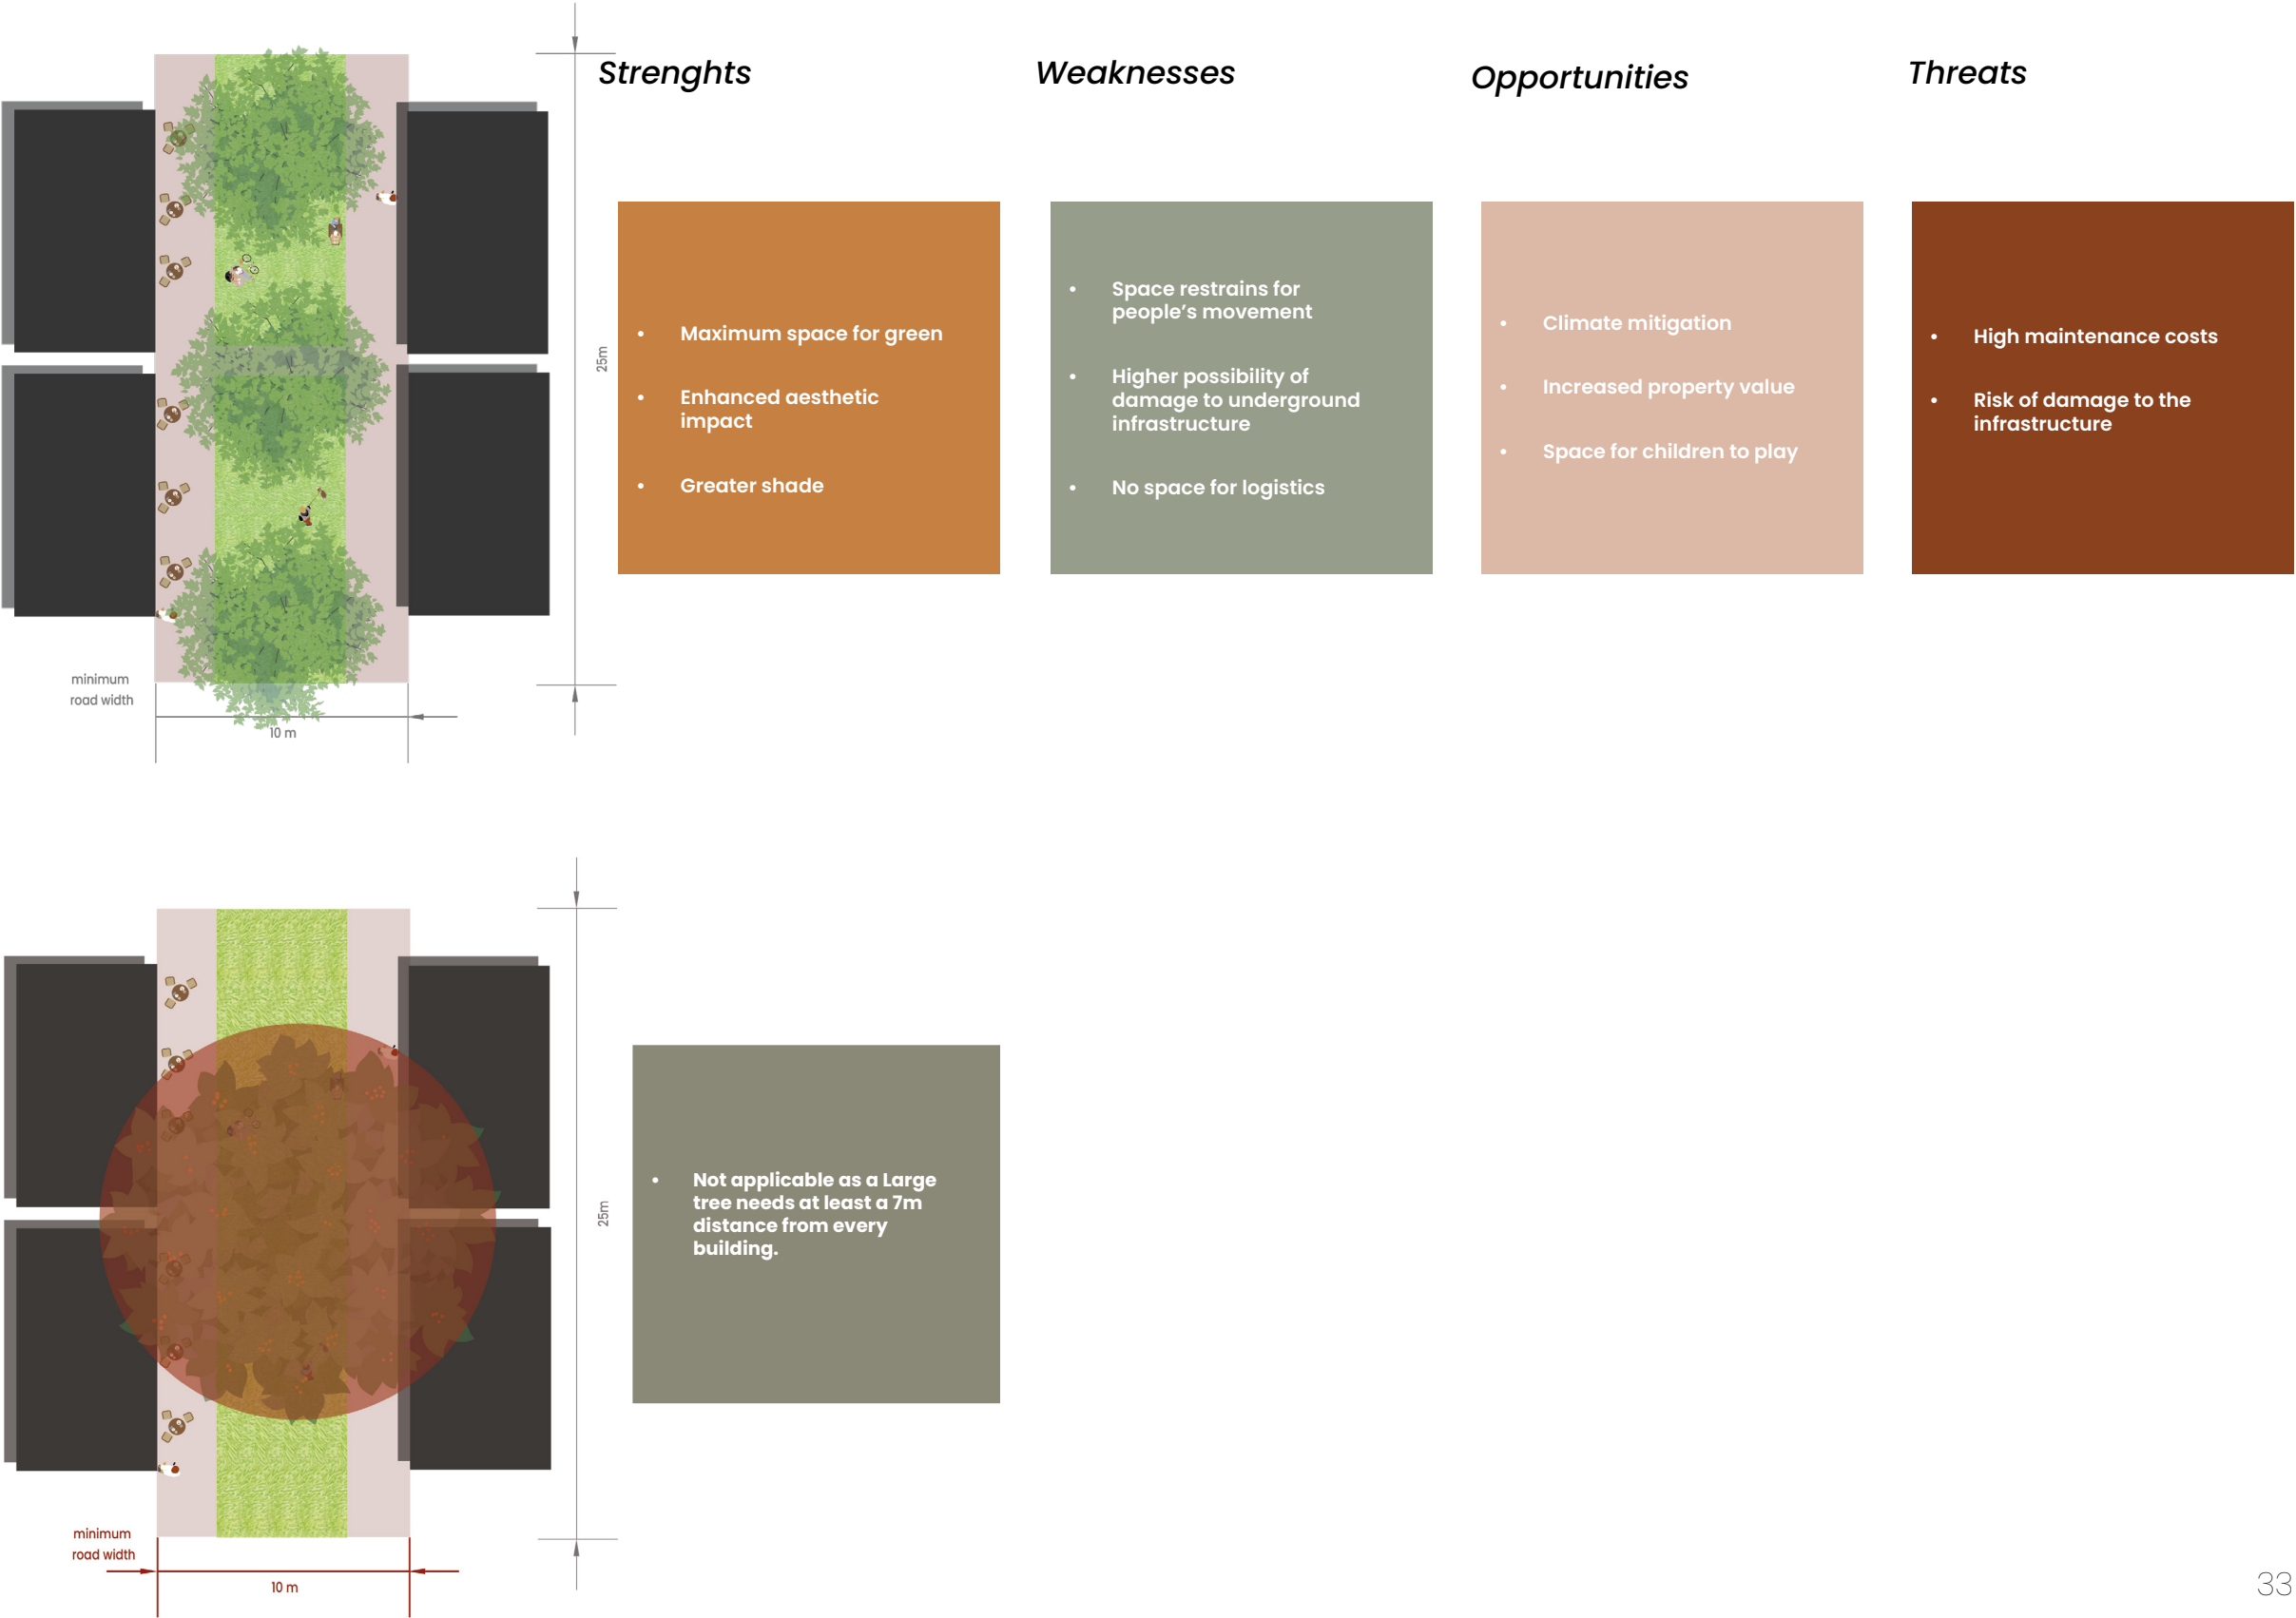 Strenghts
Weaknesses
Opportunities
Threats
• Maximum space for green
• Enhanced aesthetic
impact
• Greater shade
• Space restrains for
people's movement
• Higher possibility of
damage to underground
infrastructure
• No space for logistics
• Climate mitigation
• Increased property value
• Space for children to play
• High maintenance costs
• Risk of damage to the
infrastructure
25m
minimum
road width
10 m
• Not applicable as a Large
tree needs at least a 7m
distance from every
building.
25m
minimum
road width
10 m
33